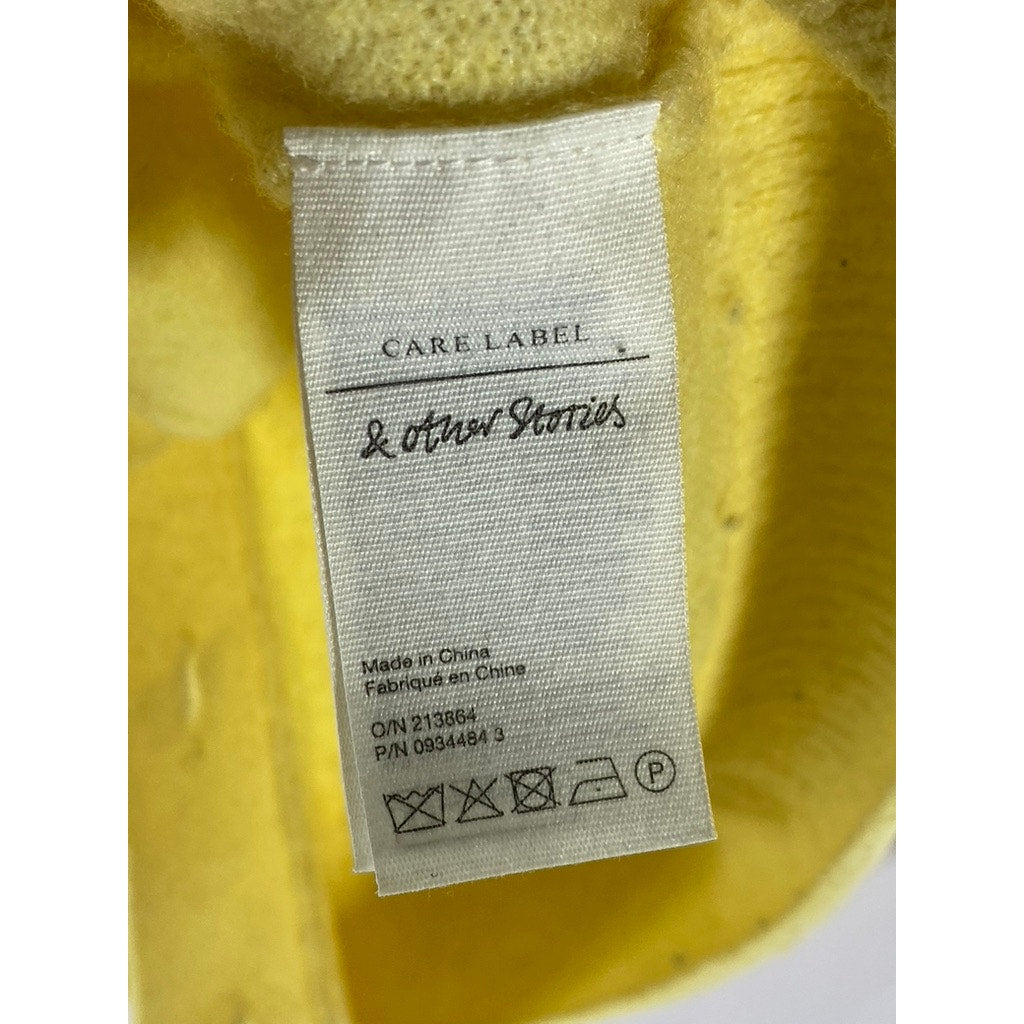 CARE LABEL
& other Stories
Made in China
Fabriqué en Chine
O/N 213864
P/N 0934484 3
P